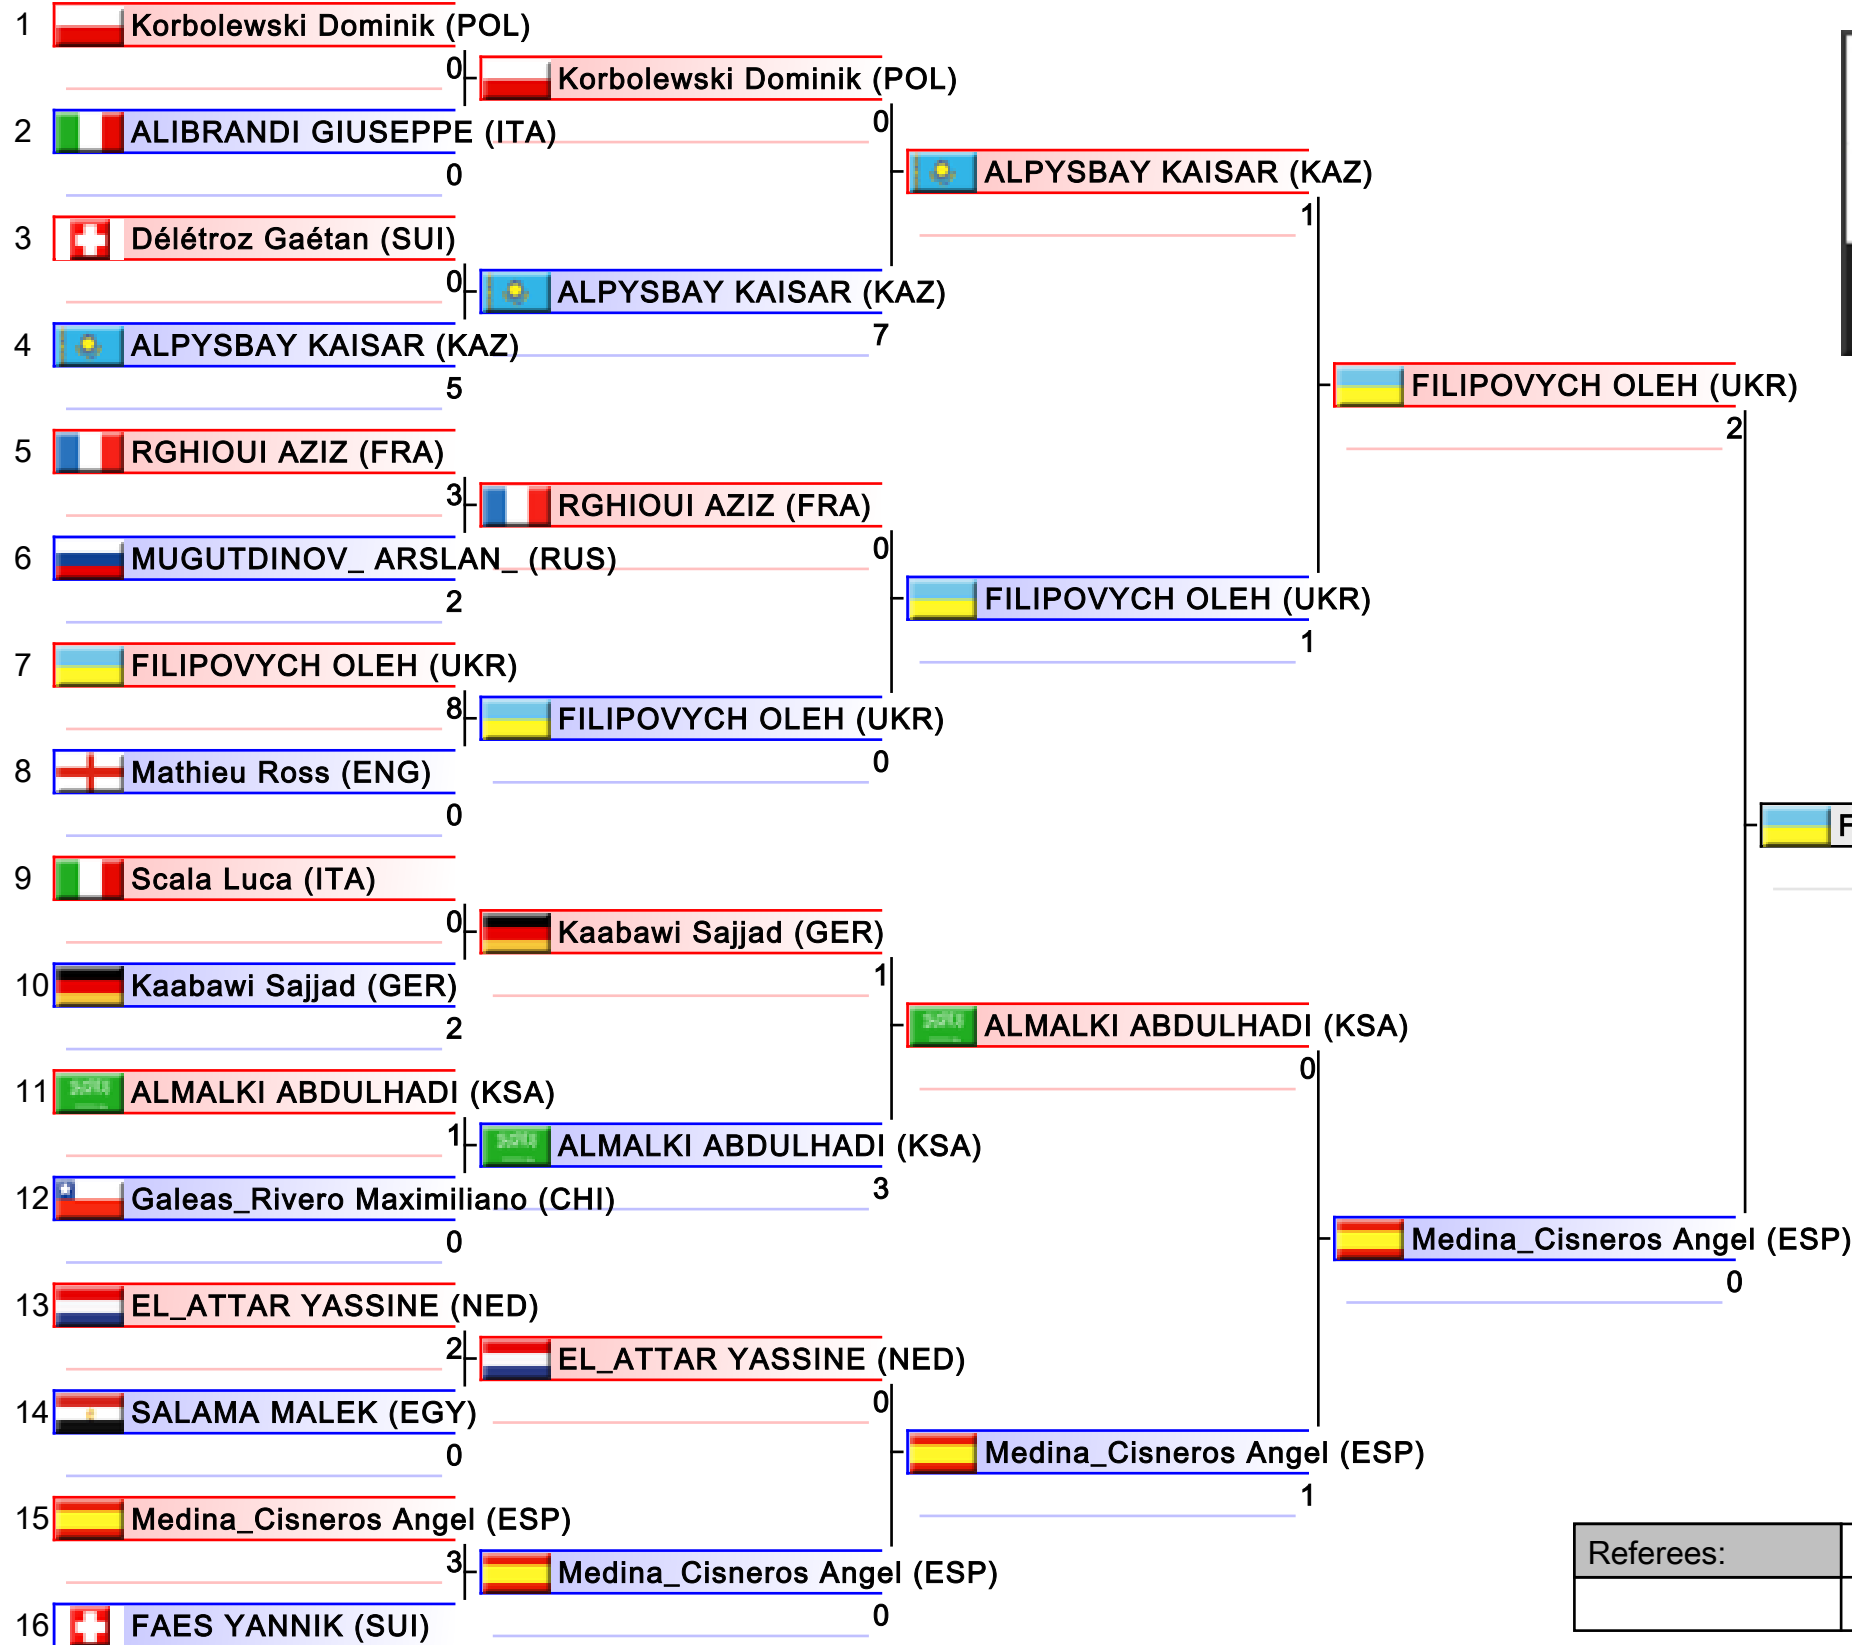 1 Korbolewski Dominik (POL)
0
2 ALIBRANDI GIUSEPPE (ITA)
0
3 Délétroz Gaétan (SUI)
0
4 ALPYSBAY KAISAR (KAZ)
5
5 RGHIOUI AZIZ (FRA)
3
6 MUGUTDINOV_ ARSLAN_ (RUS)
2
7 FILIPOVYCH OLEH (UKR)
8
8 Mathieu Ross (ENG)
0
9 Scala Luca (ITA)
0
10 Kaabawi Sajjad (GER)
2
11 ALMALKI ABDULHADI (KSA)
1
12 Galeas_Rivero Maximiliano (CHI)
0
13 EL_ATTAR YASSINE (NED)
2
14 SALAMA MALEK (EGY)
0
15 Medina_Cisneros Angel (ESP)
3
16 FAES YANNIK (SUI)
Korbolewski Dominik (POL)
0
ALPYSBAY KAISAR (KAZ)
7
RGHIOUI AZIZ (FRA)
0
FILIPOVYCH OLEH (UKR)
0
Kaabawi Sajjad (GER)
1
ALMALKI ABDULHADI (KSA)
3
EL_ATTAR YASSINE (NED)
0
Medina_Cisneros Angel (ESP)
0
ALPYSBAY KAISAR (KAZ)
1
FILIPOVYCH OLEH (UKR)
1
ALMALKI ABDULHADI (KSA)
0
Medina_Cisneros Angel (ESP)
1
FILIPOVYCH OLEH (UKR)
2
Medina_Cisneros Angel (ESP)
0
F
Referees: